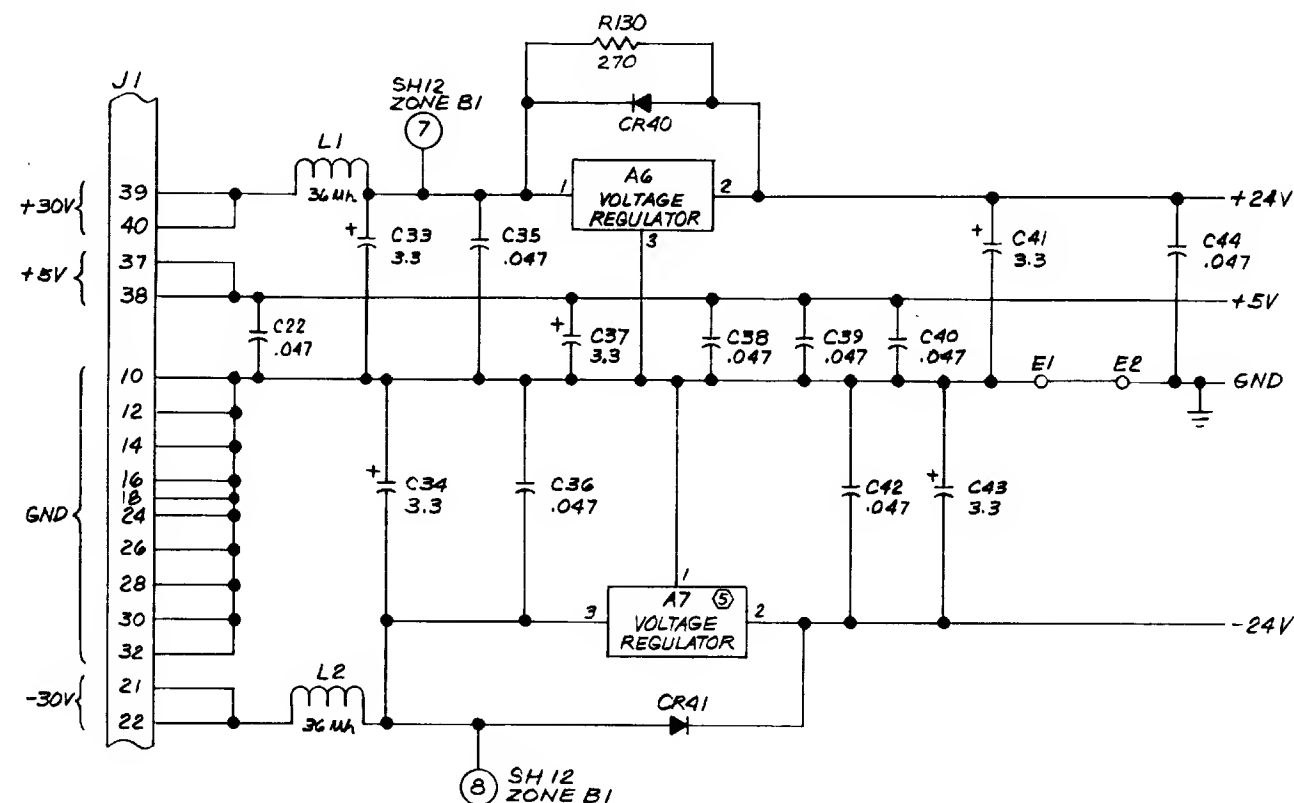 R130
270
J1
SH12
ZONE B1
7
CR40
L1
36 Mh
A6
VOLTAGE
REGULATOR
1
2
3
+30V
39
40
+24V
+ C33
3.3
C35
.047
+ C41
3.3
C44
.047
+5V
37
38
+5V
C22
.047
+ C37
3.3
C38
.047
C39
.047
C40
.047
E1
E2
GND
GND
10
12
14
16
18
24
26
28
30
32
+ C34
3.3
C36
.047
C42
.047
+ C43
3.3
1
A7 5
VOLTAGE
REGULATOR
3
2
-24V
-30V
21
22
L2
36 Mh
CR41
8
SH 12
ZONE B1